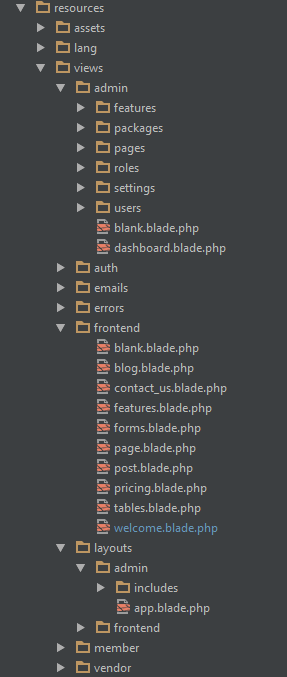 resources
assets
lang
views
admin
features
packages
pages
roles
settings
users
blank.blade.php
dashboard.blade.php
auth
emails
errors
frontend
blank.blade.php
blog.blade.php
contact_us.blade.php
features.blade.php
forms.blade.php
page.blade.php
post.blade.php
pricing.blade.php
tables.blade.php
welcome.blade.php
layouts
admin
includes
app.blade.php
frontend
member
vendor